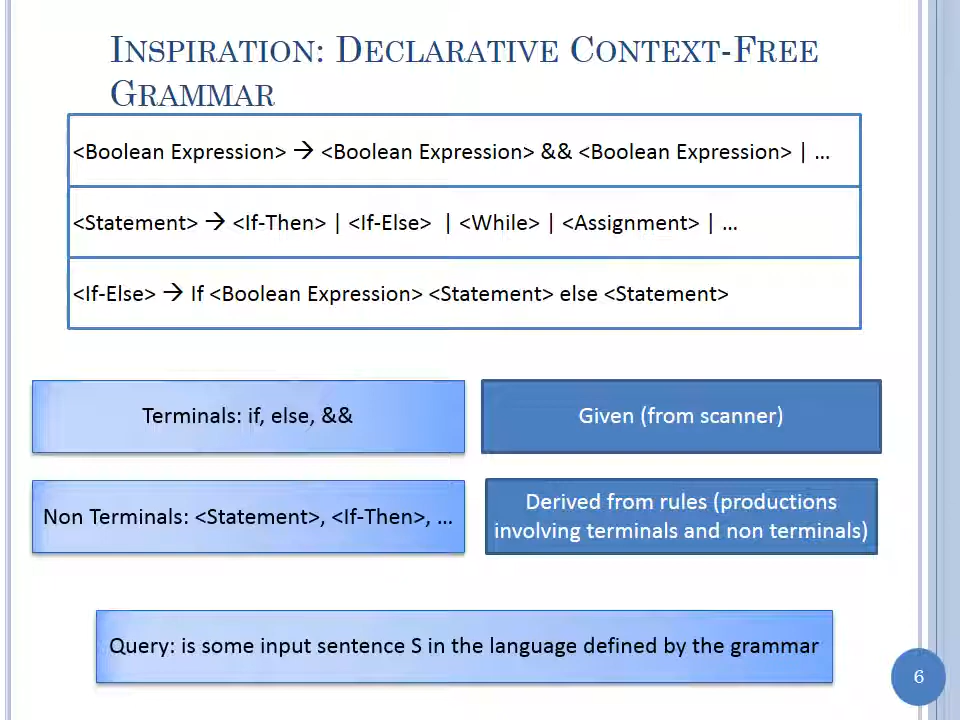 INSPIRATION: DECLARATIVE CONTEXT-FREE
GRAMMAR
<Boolean Expression> → <Boolean Expression> && <Boolean Expression> | …
<Statement> → <If-Then> | <If-Else> | <While> | <Assignment> | …
<If-Else> → If <Boolean Expression> <Statement> else <Statement>
Terminals: if, else, &&
Given (from scanner)
Non Terminals: <Statement>, <If-Then>, …
Derived from rules (productions
involving terminals and non terminals)
Query: is some input sentence S in the language defined by the grammar
6